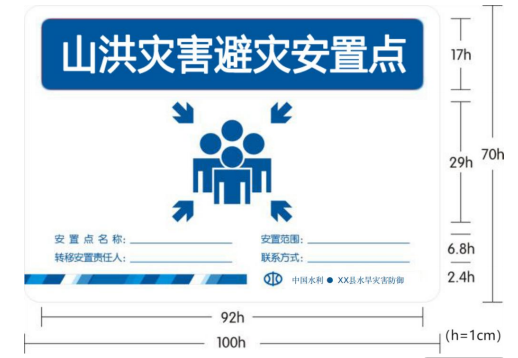 山洪灾害避灾安置点
17h
29h
70h
安置点名称：
安置范围：
6.8h
转移安置责任人：
联系方式：
2.4h
中国水利 ● XX县水旱灾害防御
92h
100h
(h=1cm)